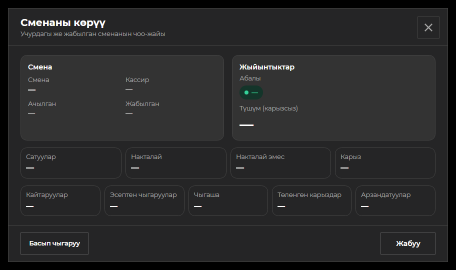 Сменаны көрүү
Учурдагы же жабылган сменанын чоо-жайы
Смена
Смена
—
Кассир
—
Ачылган
—
Жабылган
—
Жыйынтыктар
Абалы
—
Түшүм (карызсыз)
—
Сатуулар
—
Накталай
—
Накталай эмес
—
Карыз
—
Кайтаруулар
—
Эсептен чыгаруулар
—
Чыгаша
—
Төлөнгөн карыздар
—
Арзандатуулар
—
Басып чыгаруу
Жабуу